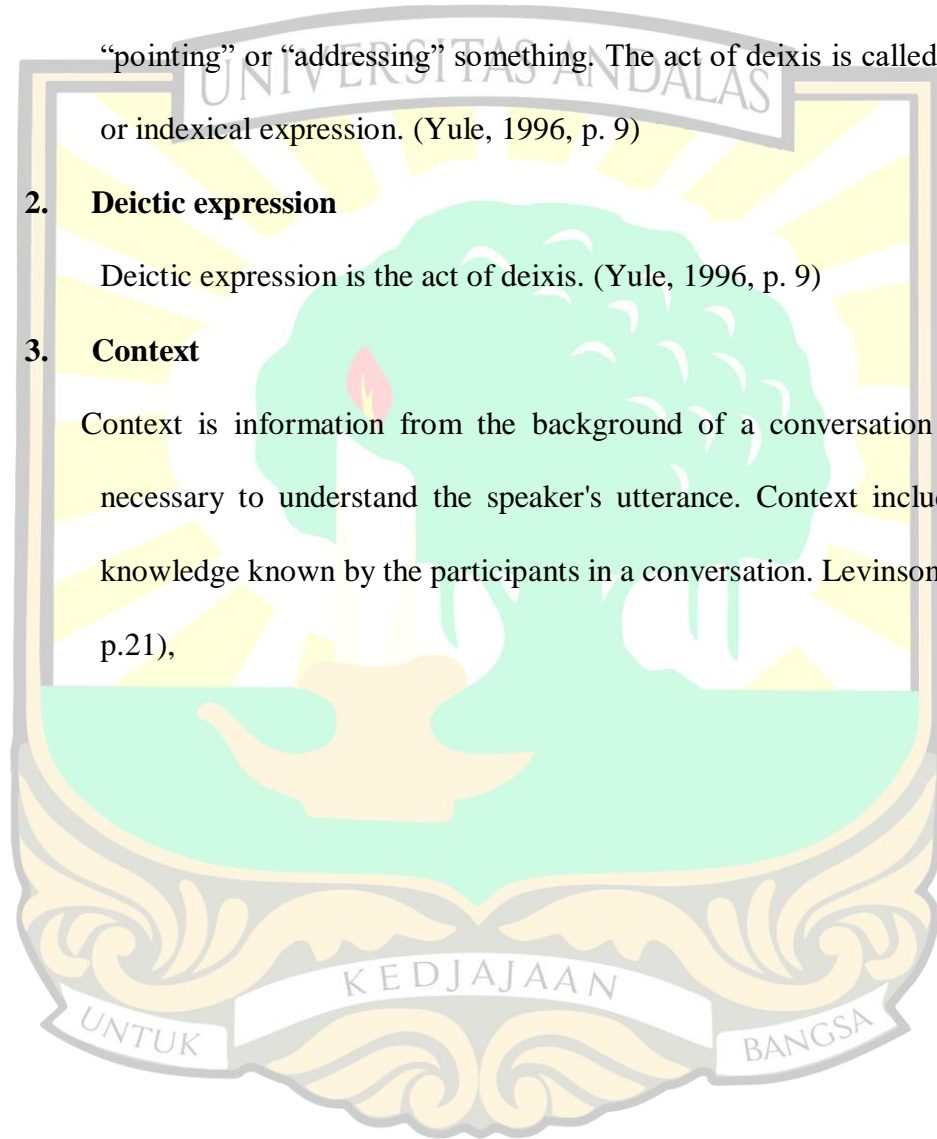 UNIVERSITAS ANDALAS
“pointing” or “addressing” something. The act of deixis is called
or indexical expression. (Yule, 1996, p. 9)
2. Deictic expression
Deictic expression is the act of deixis. (Yule, 1996, p. 9)
3. Context
Context is information from the background of a conversation
necessary to understand the speaker's utterance. Context inclu
knowledge known by the participants in a conversation. Levinson
p.21),
KEDJAJAAN
UNTUK
BANGSA